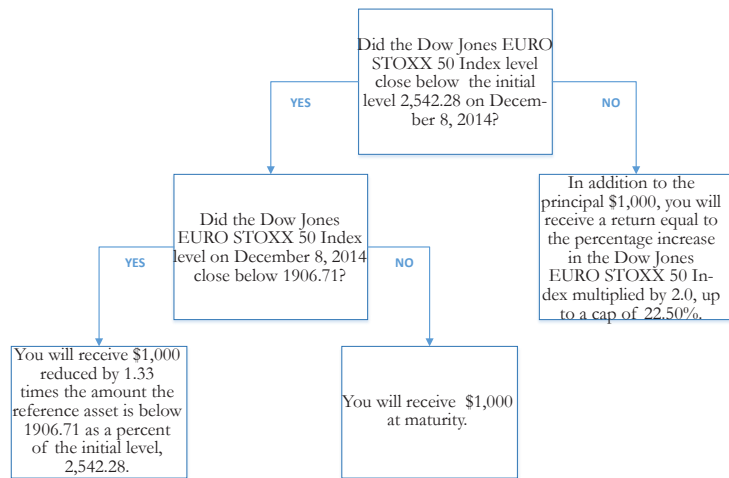 Did the Dow Jones EURO
STOXX 50 Index level
close below the initial
level 2,542.28 on Decem-
ber 8, 2014?
YES
NO
Did the Dow Jones
EURO STOXX 50 Index
level on December 8, 2014
close below 1906.71?
In addition to the
principal $1,000, you will
receive a return equal to
the percentage increase
in the Dow Jones
EURO STOXX 50 In-
dex multiplied by 2.0, up
to a cap of 22.50%.
YES
NO
You will receive $1,000
reduced by 1.33
times the amount the
reference asset is below
1906.71 as a percent
of the initial level,
2,542.28.
You will receive $1,000
at maturity.